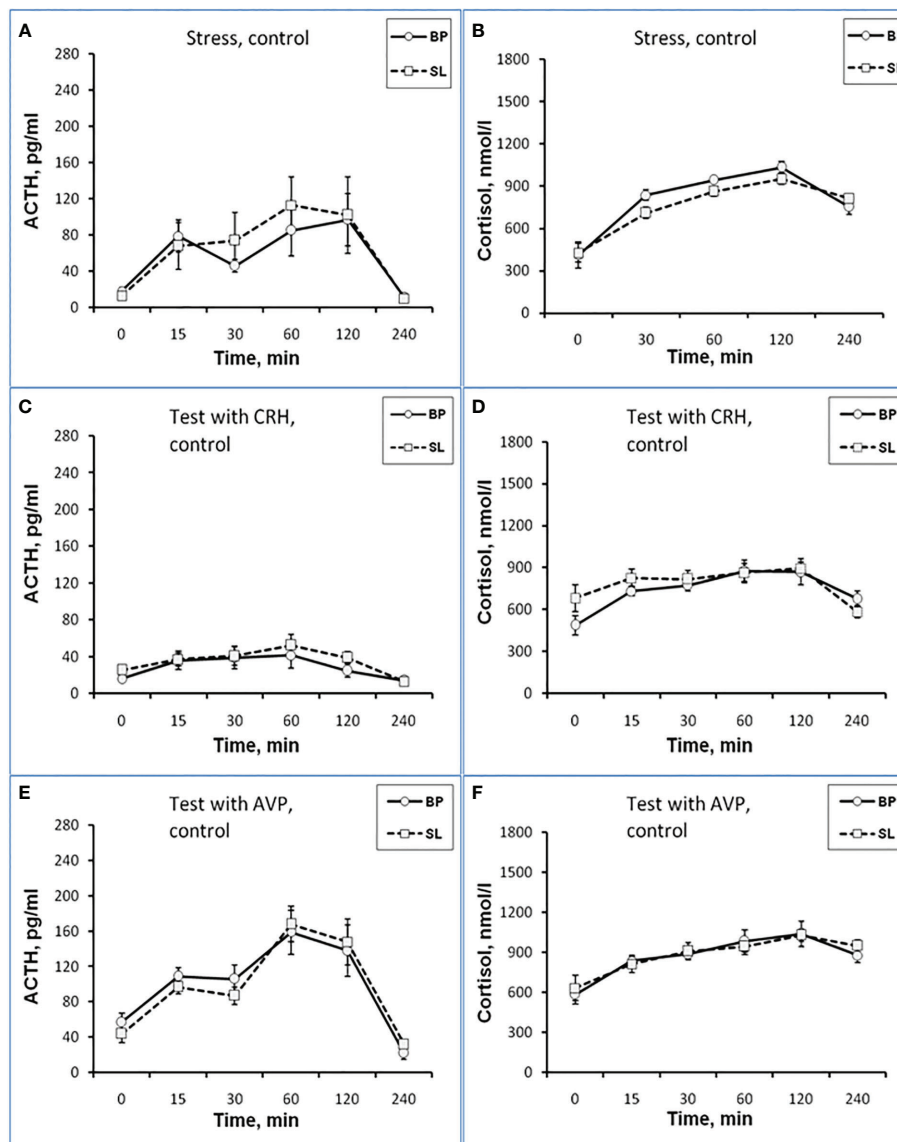 A
Stress, control
BP
SL
ACTH, pg/ml
280
240
200
160
120
80
40
0
0 15 30 60 120 240
Time, min
B
Stress, control
B
SL
Cortisol, nmol/l
1800
1500
1200
900
600
300
0
0 30 60 120 240
Time, min
C
Test with CRH,
control
BP
SL
ACTH, pg/ml
280
240
200
160
120
80
40
0
0 15 30 60 120 240
Time, min
D
Test with CRH,
control
BP
SL
Cortisol, nmol/l
1800
1500
1200
900
600
300
0
0 15 30 60 120 240
Time, min
E
Test with AVP,
control
BP
SL
ACTH, pg/ml
280
240
200
160
120
80
40
0
0 15 30 60 120 240
Time, min
F
Test with AVP,
control
BP
SL
Cortisol, nmol/l
1800
1500
1200
900
600
300
0
0 15 30 60 120 240
Time, min